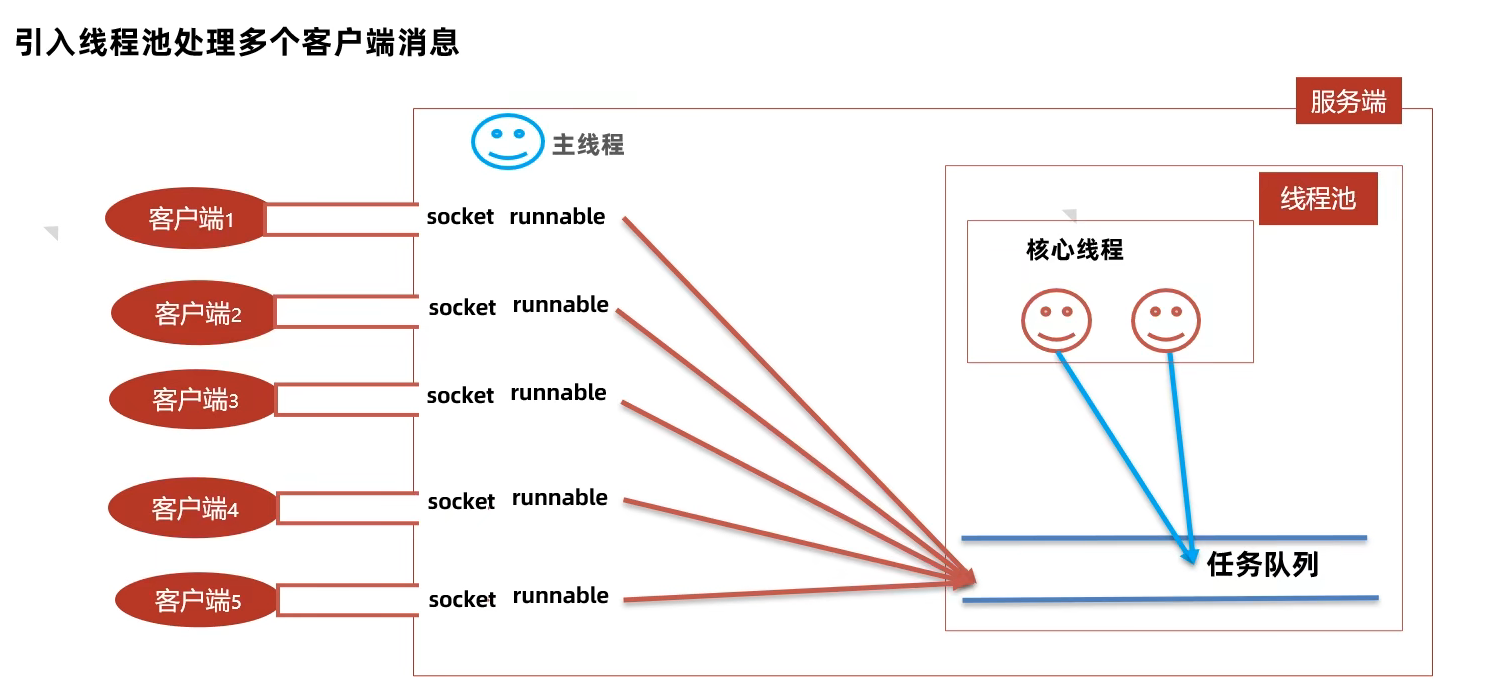 引入线程池处理多个客户端消息
服务端
主线程
线程池
客户端1
socket runnable
核心线程
客户端2
socket runnable
客户端3
socket runnable
客户端4
socket runnable
任务队列
客户端5
socket runnable